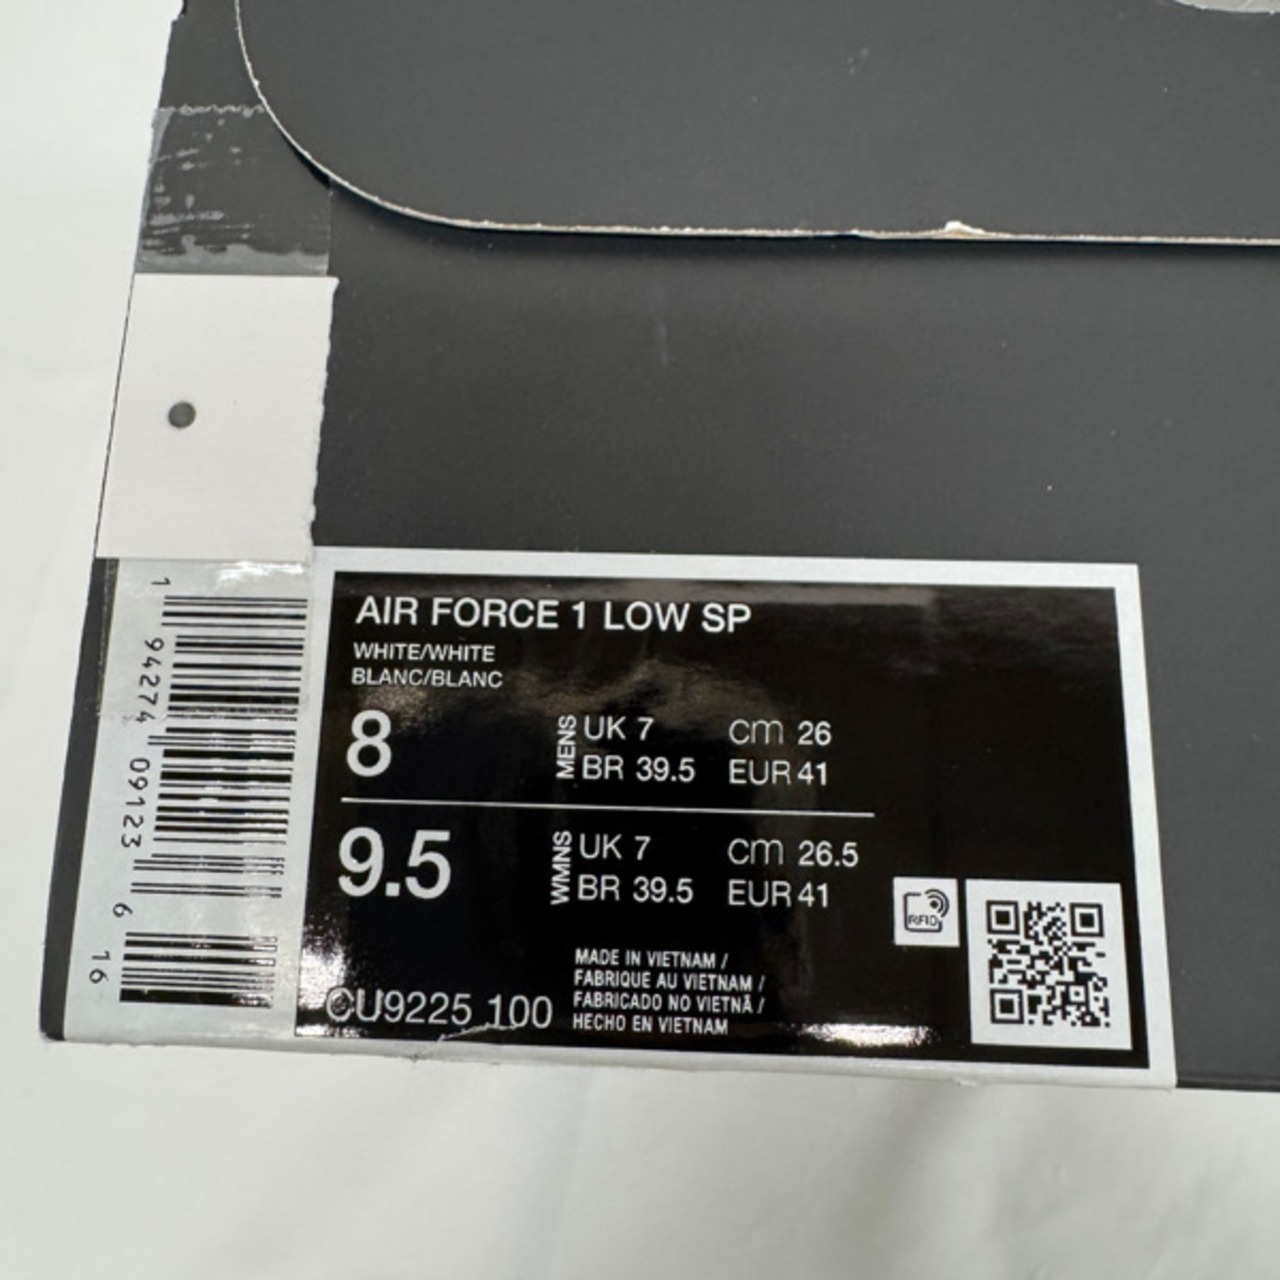 AIR FORCE 1 LOW SP
WHITE/WHITE
BLANC/BLANC
8
MENS
UK 7 cm 26
BR 39.5 EUR 41
9.5
WMNS
UK 7 cm 26.5
BR 39.5 EUR 41
RFID
MADE IN VIETNAM /
FABRIQUE AU VIETNAM /
FABRICADO NO VIETNÃ /
HECHO EN VIETNAM
CU9225 100
1 94274 09123 6 16